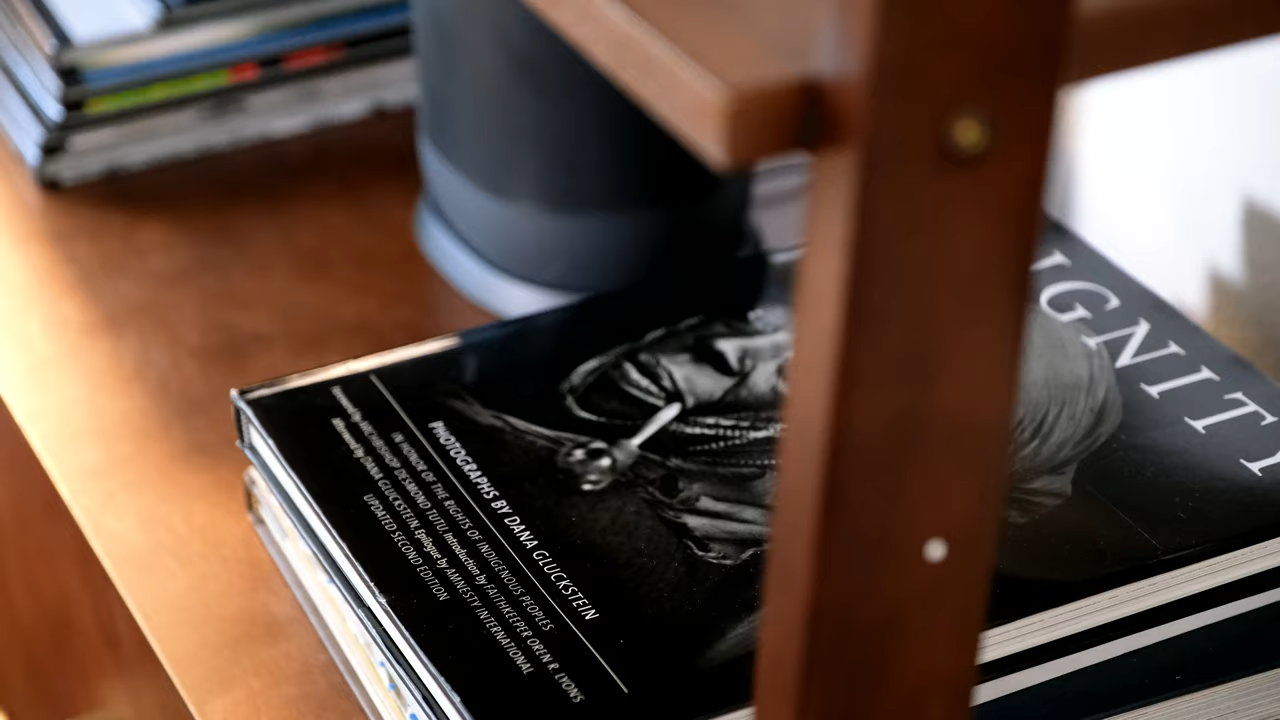 IGNITY
PHOTOGRAPHS BY DANA GLUCKSTEIN
IN HONOR OF THE RIGHTS OF INDIGENOUS PEOPLES
Foreword by ARCHBISHOP DESMOND TUTU, Introduction by FAITHKEEPER OREN R. LYONS
Afterword by DANA GLUCKSTEIN, Epilogue by AMNESTY INTERNATIONAL
UPDATED SECOND EDITION